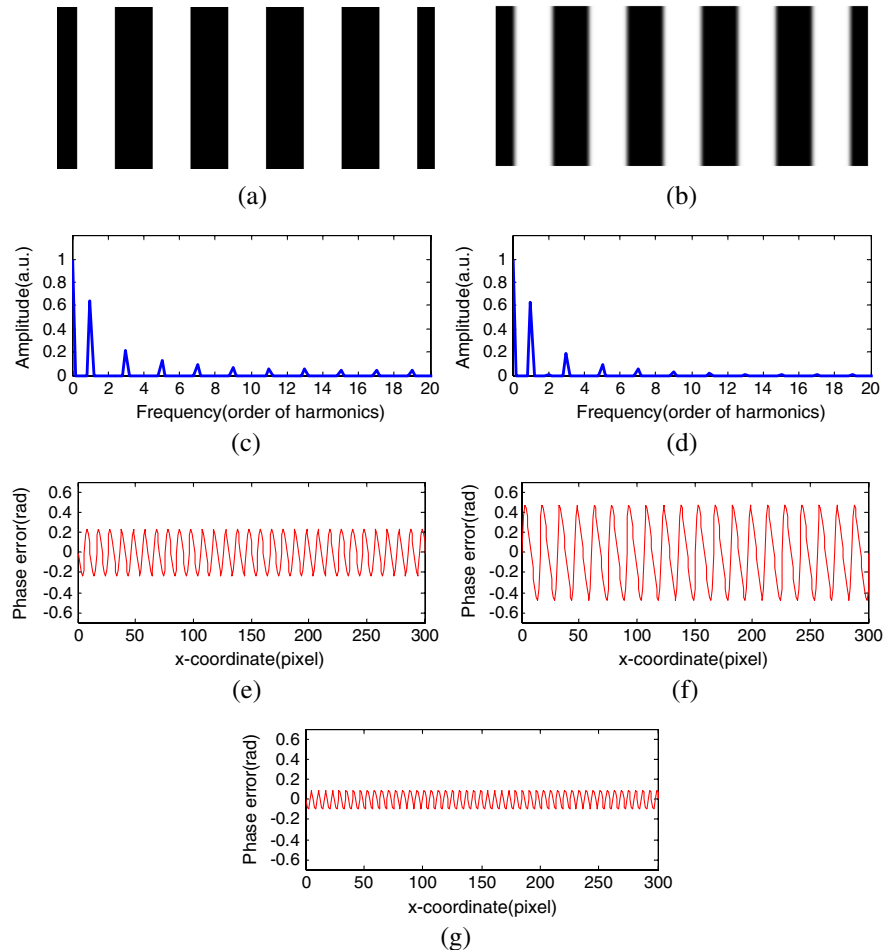 (a)
(b)
Amplitude(a.u.)
1
0.8
0.6
0.4
0.2
0
0 2 4 6 8 10 12 14 16 18 20
Frequency(order of harmonics)
(c)
Amplitude(a.u.)
1
0.8
0.6
0.4
0.2
0
0 2 4 6 8 10 12 14 16 18 20
Frequency(order of harmonics)
(d)
Phase error(rad)
0.6
0.4
0.2
0
-0.2
-0.4
-0.6
0 50 100 150 200 250 300
x-coordinate(pixel)
(e)
Phase error(rad)
0.6
0.4
0.2
0
-0.2
-0.4
-0.6
0 50 100 150 200 250 300
x-coordinate(pixel)
(f)
Phase error(rad)
0.6
0.4
0.2
0
-0.2
-0.4
-0.6
0 50 100 150 200 250 300
x-coordinate(pixel)
(g)